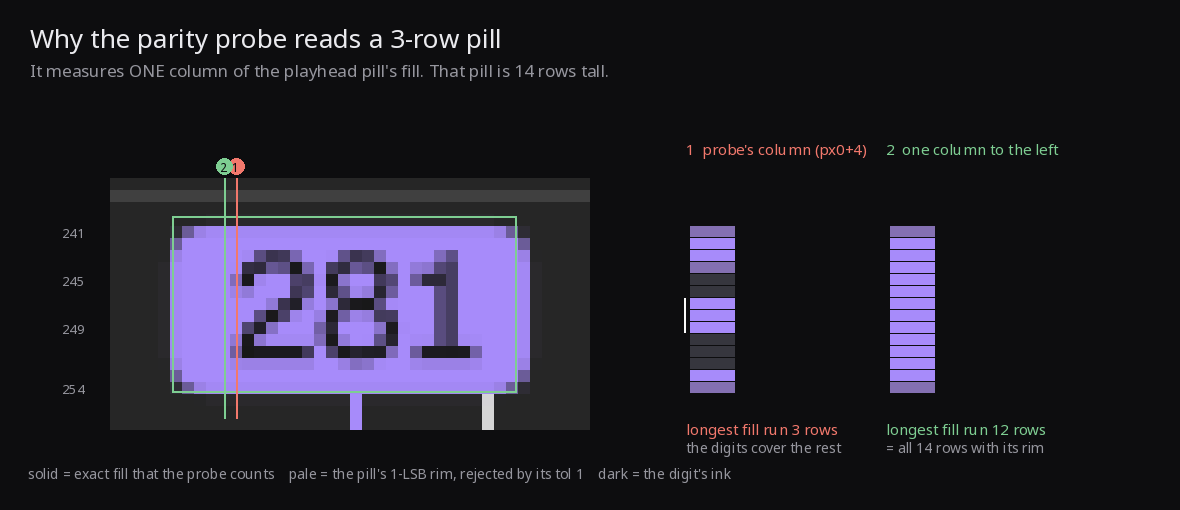 Why the parity probe reads a 3-row pill
It measures ONE column of the playhead pill's fill. That pill is 14 rows tall.
1 probe's column (px0+4)
2 one column to the left
2 1
241
245
249
254
281
longest fill run 3 rows
the digits cover the rest
longest fill run 12 rows
= all 14 rows with its rim
solid = exact fill that the probe counts pale = the pill's 1-LSB rim, rejected by its tol 1 dark = the digit's ink